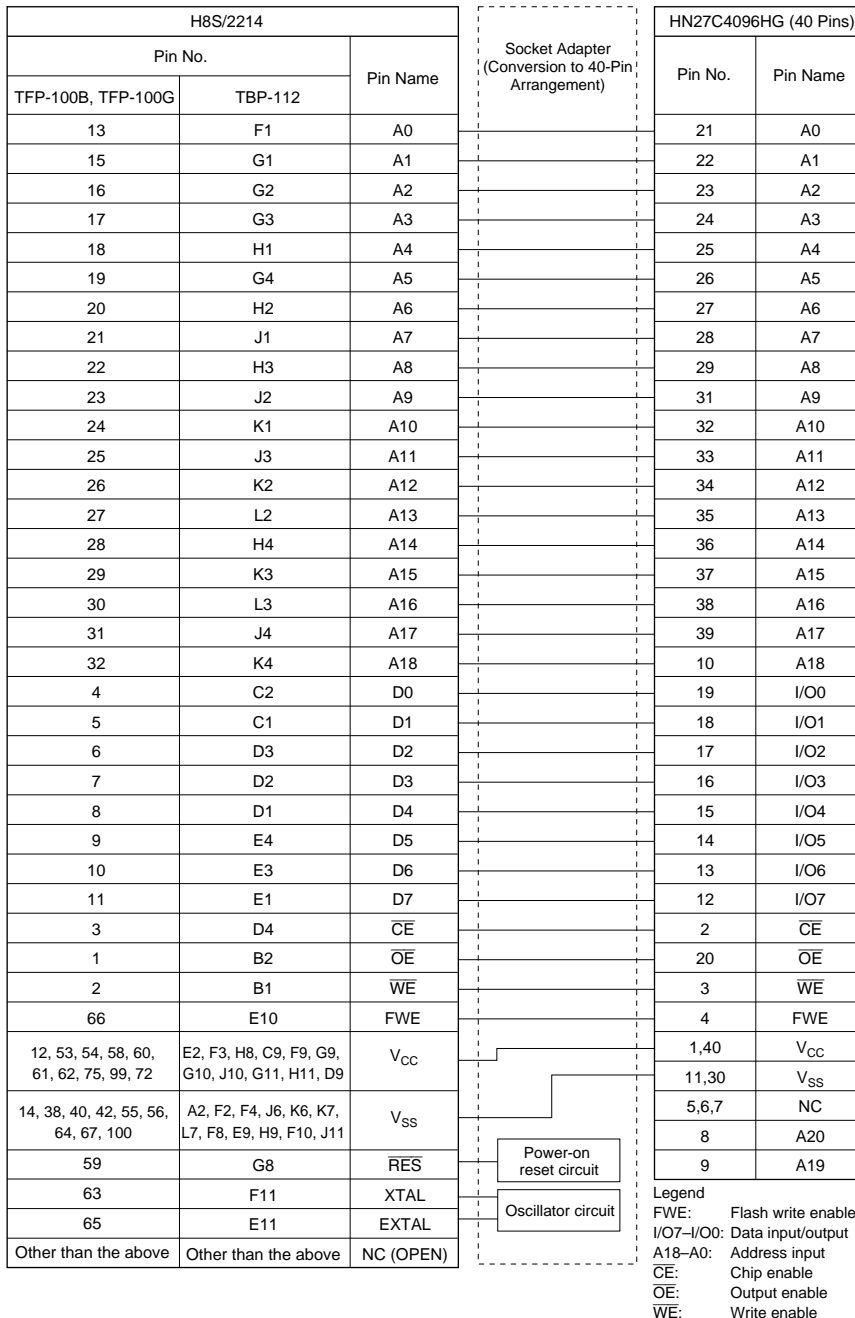 H8S/2214
Pin No.
Pin Name
TFP-100B, TFP-100G TBP-112
Socket Adapter
(Conversion to 40-Pin
Arrangement)
HN27C4096HG (40 Pins)
Pin No. Pin Name
13 F1 A0 21 A0
15 G1 A1 22 A1
16 G2 A2 23 A2
17 G3 A3 24 A3
18 H1 A4 25 A4
19 G4 A5 26 A5
20 H2 A6 27 A6
21 J1 A7 28 A7
22 H3 A8 29 A8
23 J2 A9 31 A9
24 K1 A10 32 A10
25 J3 A11 33 A11
26 K2 A12 34 A12
27 L2 A13 35 A13
28 H4 A14 36 A14
29 K3 A15 37 A15
30 L3 A16 38 A16
31 J4 A17 39 A17
32 K4 A18 10 A18
4 C2 D0 19 I/O0
5 C1 D1 18 I/O1
6 D3 D2 17 I/O2
7 D2 D3 16 I/O3
8 D1 D4 15 I/O4
9 E4 D5 14 I/O5
10 E3 D6 13 I/O6
11 E1 D7 12 I/O7
3 D4 C̅E̅ 2 C̅E̅
1 B2 O̅E̅ 20 O̅E̅
2 B1 W̅E̅ 3 W̅E̅
66 E10 FWE 4 FWE
12, 53, 54, 58, 60,
61, 62, 75, 99, 72
E2, F3, H8, C9, F9, G9,
G10, J10, G11, H11, D9
VCC
1,40 VCC
11,30 VSS
14, 38, 40, 42, 55, 56,
64, 67, 100
A2, F2, F4, J6, K6, K7,
L7, F8, E9, H9, F10, J11
VSS
5,6,7 NC
8 A20
59 G8 R̅E̅S̅
Power-on
reset circuit
9 A19
63 F11 XTAL
Oscillator circuit
65 E11 EXTAL
Other than the above Other than the above NC (OPEN)
Legend
FWE: Flash write enable
I/O7–I/O0: Data input/output
A18–A0: Address input
C̅E̅: Chip enable
O̅E̅: Output enable
W̅E̅: Write enable